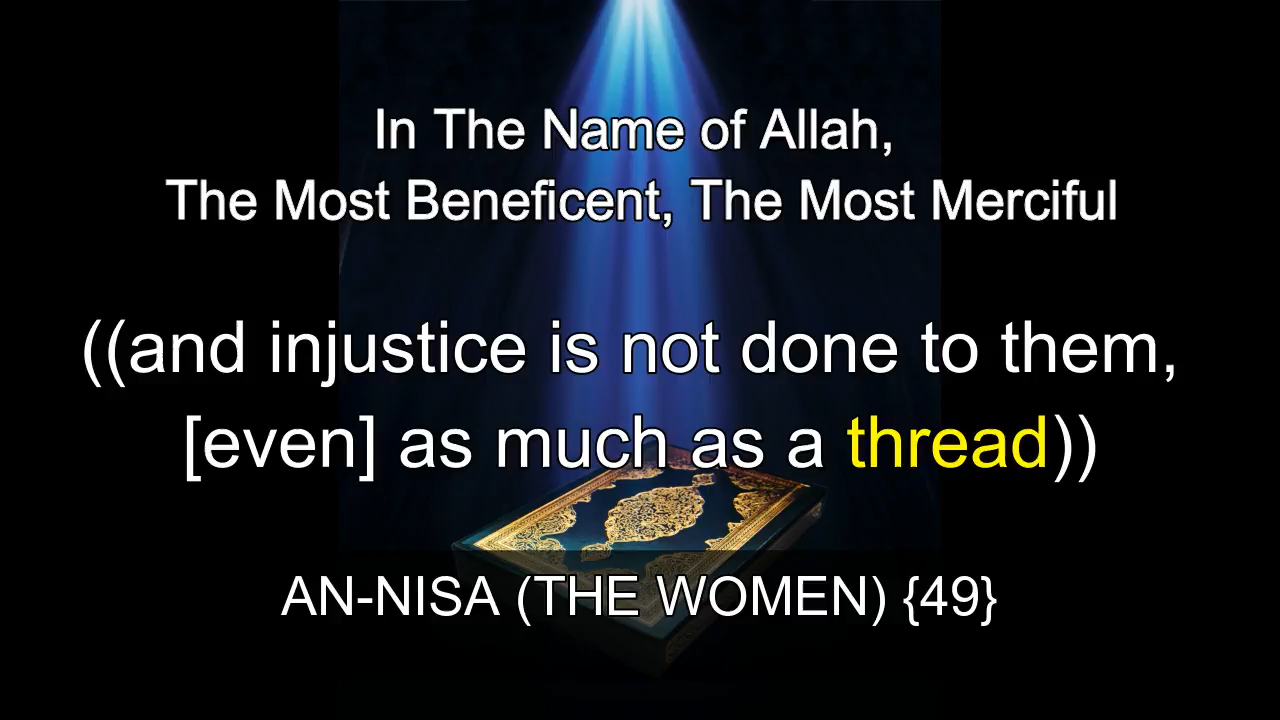 In The Name of Allah,
The Most Beneficent, The Most Merciful
((and injustice is not done to them,
[even] as much as a thread))
AN-NISA (THE WOMEN) {49}